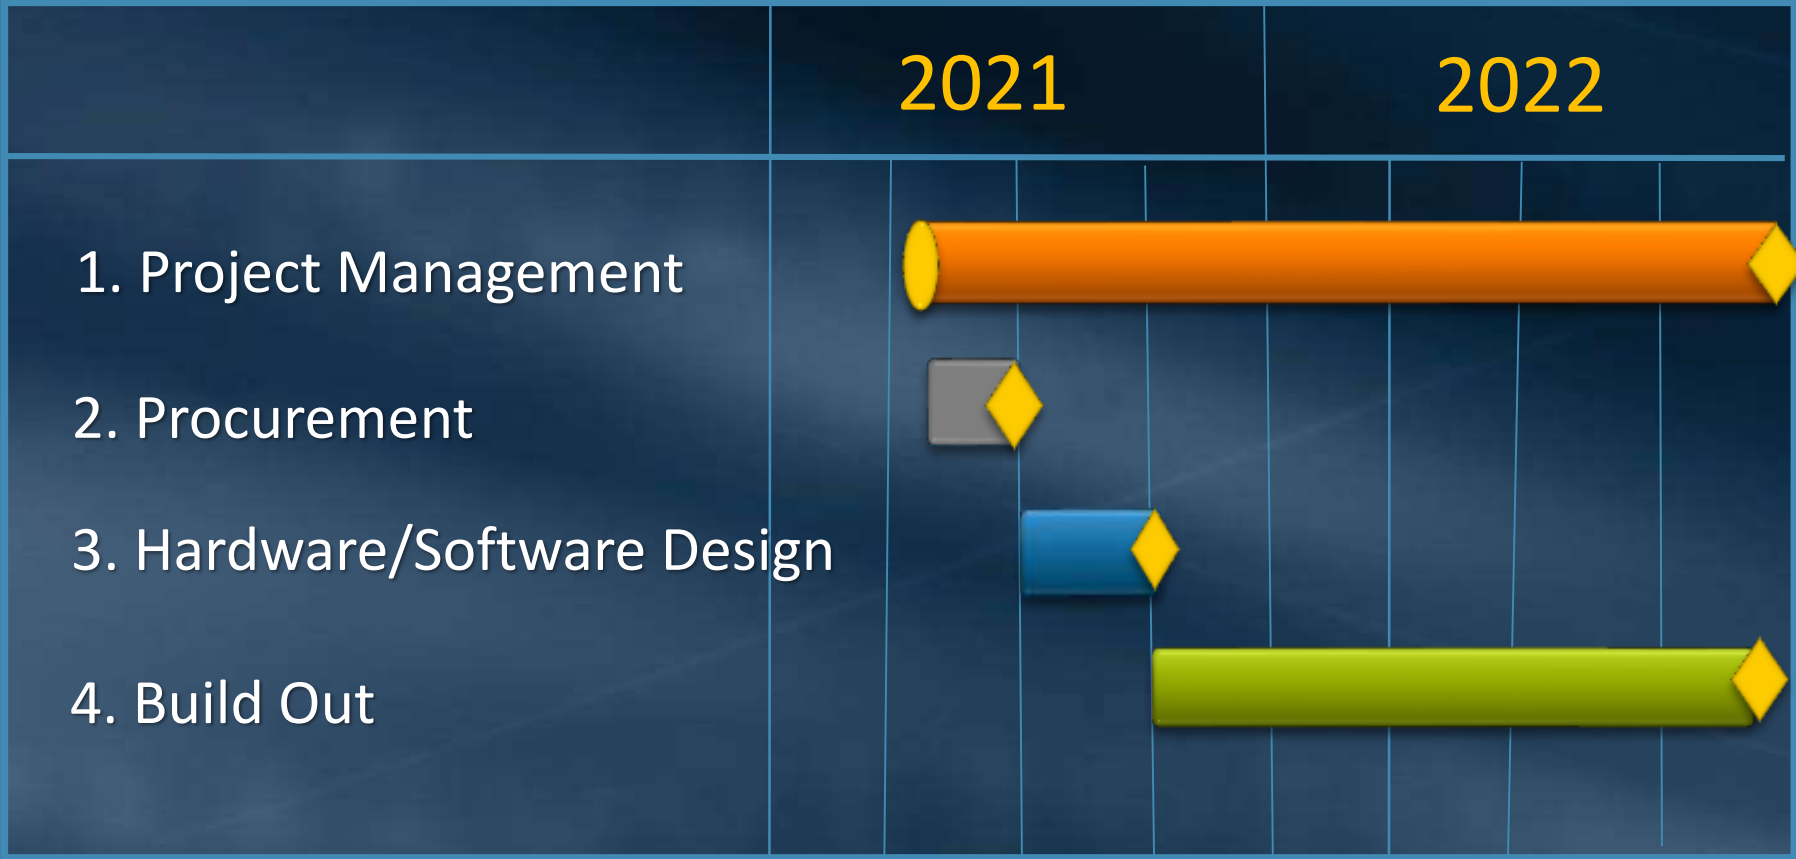 2021
2022
1. Project Management
2. Procurement
3. Hardware/Software Design
4. Build Out